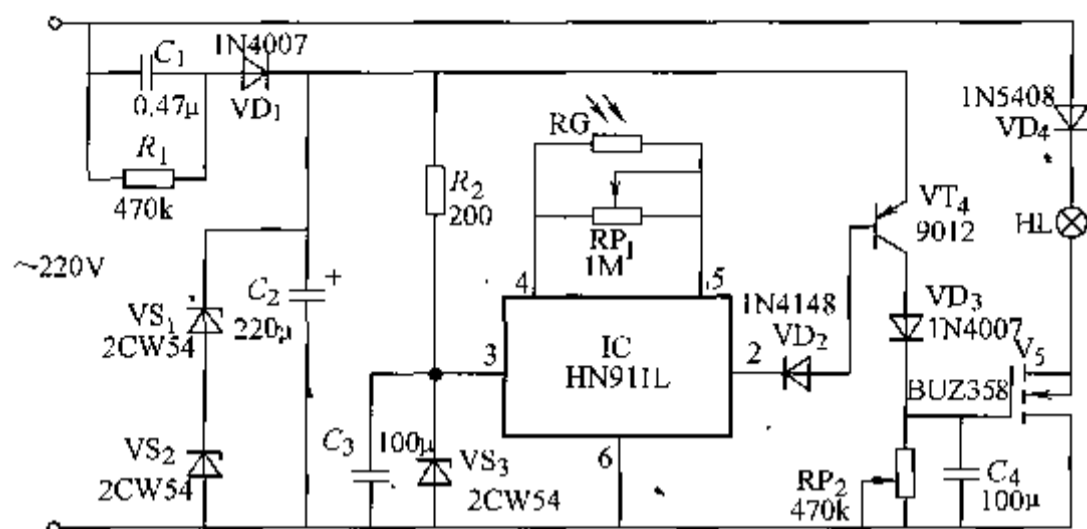 C1
0.47μ
1N4007
VD1
R1
470k
~220V
VS1
2CW54
VS2
2CW54
C2
220μ
+
R2
200
C3
100μ
VS3
2CW54
RG
RP1
1M
4
5
3
IC
HN911L
2
6
1N4148
VD2
VT4
9012
VD3
1N4007
1N5408
VD4
HL
V5
BUZ358
RP2
470k
C4
100μ